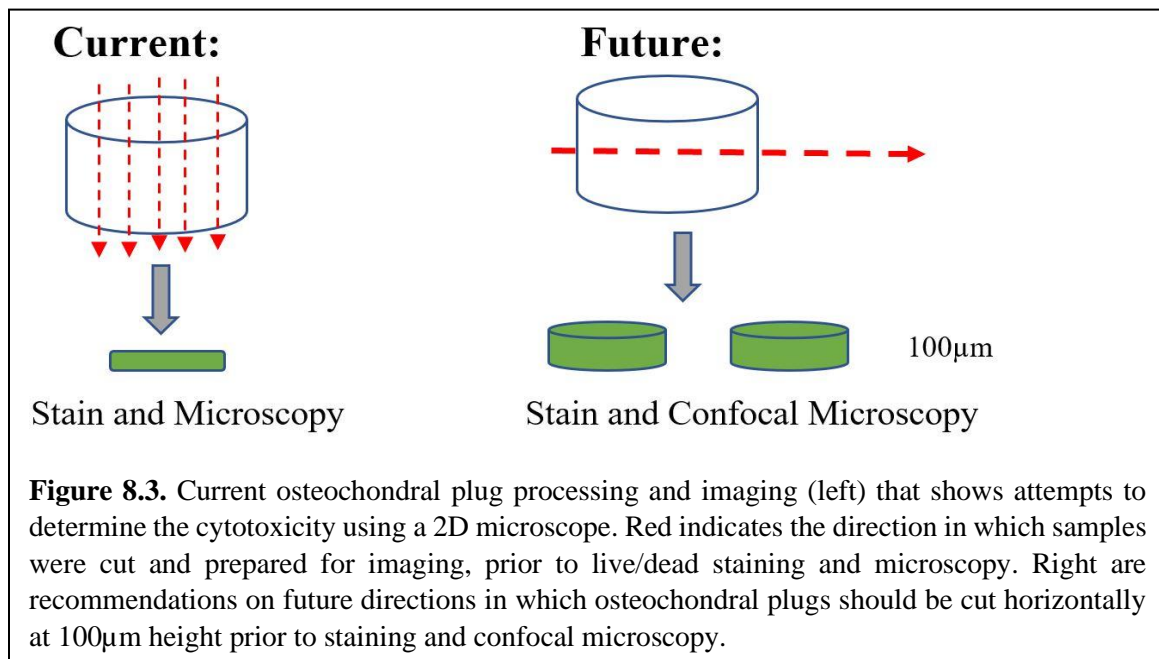 Current:
Future:
100µm
Stain and Microscopy
Stain and Confocal Microscopy
Figure 8.3. Current osteochondral plug processing and imaging (left) that shows attempts to
determine the cytotoxicity using a 2D microscope. Red indicates the direction in which samples
were cut and prepared for imaging, prior to live/dead staining and microscopy. Right are
recommendations on future directions in which osteochondral plugs should be cut horizontally
at 100µm height prior to staining and confocal microscopy.